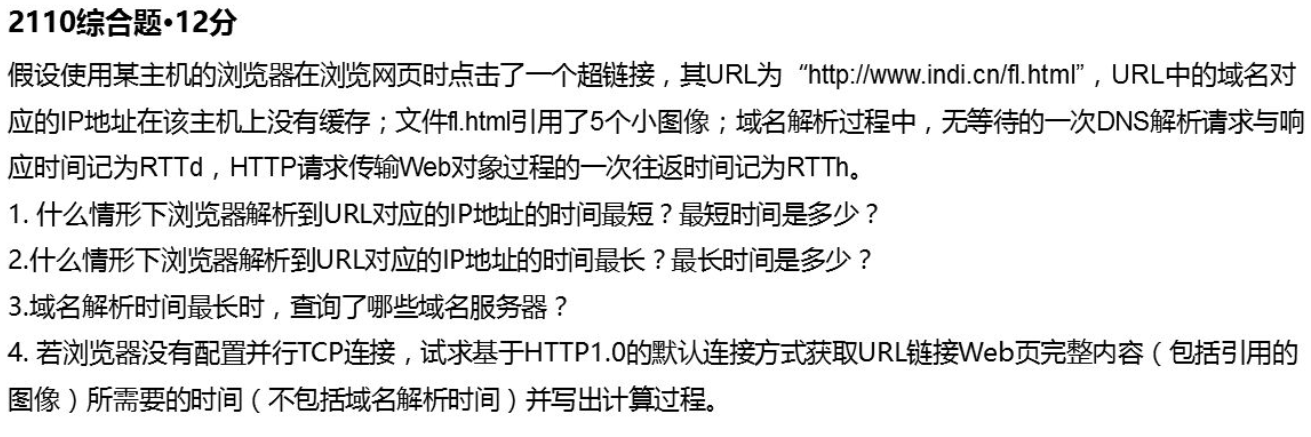 2110综合题•12分
假设使用某主机的浏览器在浏览网页时点击了一个超链接，其URL为“http://www.indi.cn/fl.html”，URL中的域名对
应的IP地址在该主机上没有缓存；文件fl.html引用了5个小图像；域名解析过程中，无等待的一次DNS解析请求与响
应时间记为RTTd，HTTP请求传输Web对象过程的一次往返时间记为RTTh。
1. 什么情形下浏览器解析到URL对应的IP地址的时间最短？最短时间是多少？
2.什么情形下浏览器解析到URL对应的IP地址的时间最长？最长时间是多少？
3.域名解析时间最长时，查询了哪些域名服务器？
4. 若浏览器没有配置并行TCP连接，试求基于HTTP1.0的默认连接方式获取URL链接Web页完整内容（包括引用的
图像）所需要的时间（不包括域名解析时间）并写出计算过程。